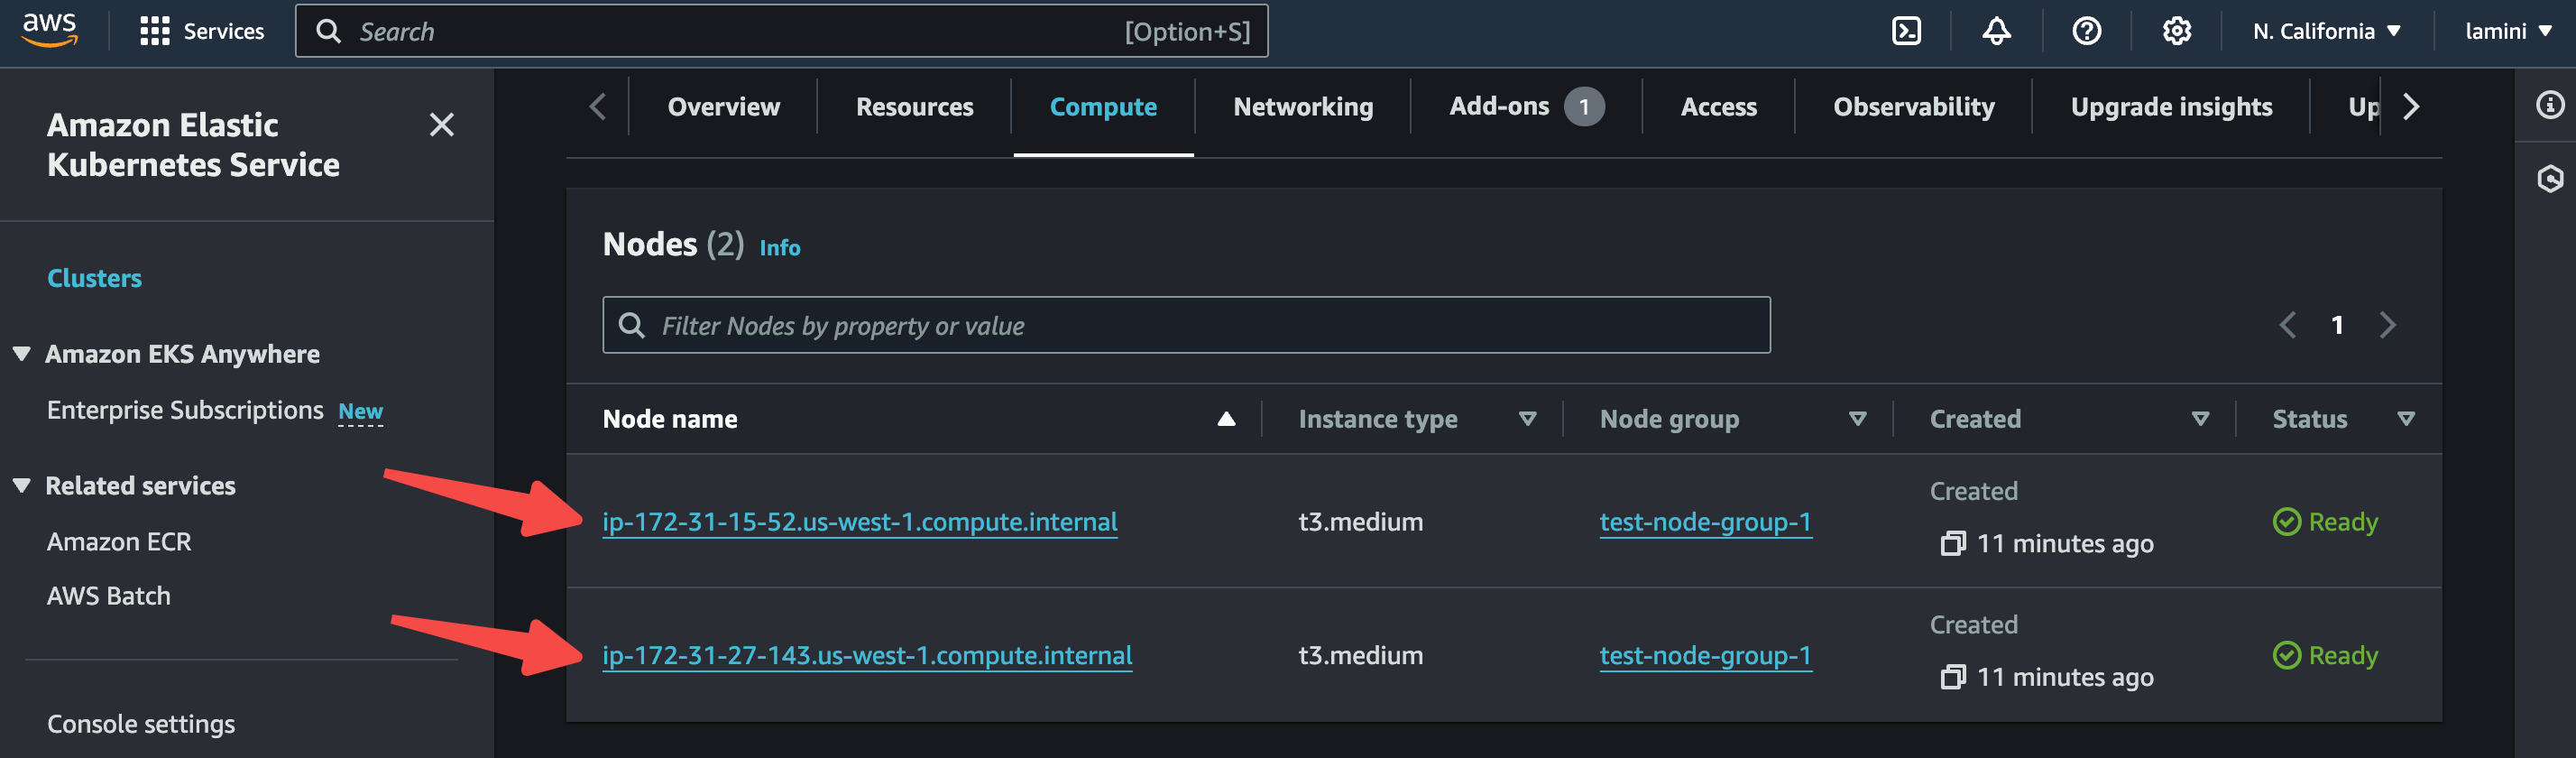 aws
Services
Search
[Option+S]
N. California
lamini
Amazon Elastic
Kubernetes Service
Clusters
Amazon EKS Anywhere
Enterprise Subscriptions New
Related services
Amazon ECR
AWS Batch
Console settings
Overview
Resources
Compute
Networking
Add-ons 1
Access
Observability
Upgrade insights
Up
Nodes (2) Info
Filter Nodes by property or value
1
Node name
Instance type
Node group
Created
Status
ip-172-31-15-52.us-west-1.compute.internal
t3.medium
test-node-group-1
Created
11 minutes ago
Ready
ip-172-31-27-143.us-west-1.compute.internal
t3.medium
test-node-group-1
Created
11 minutes ago
Ready